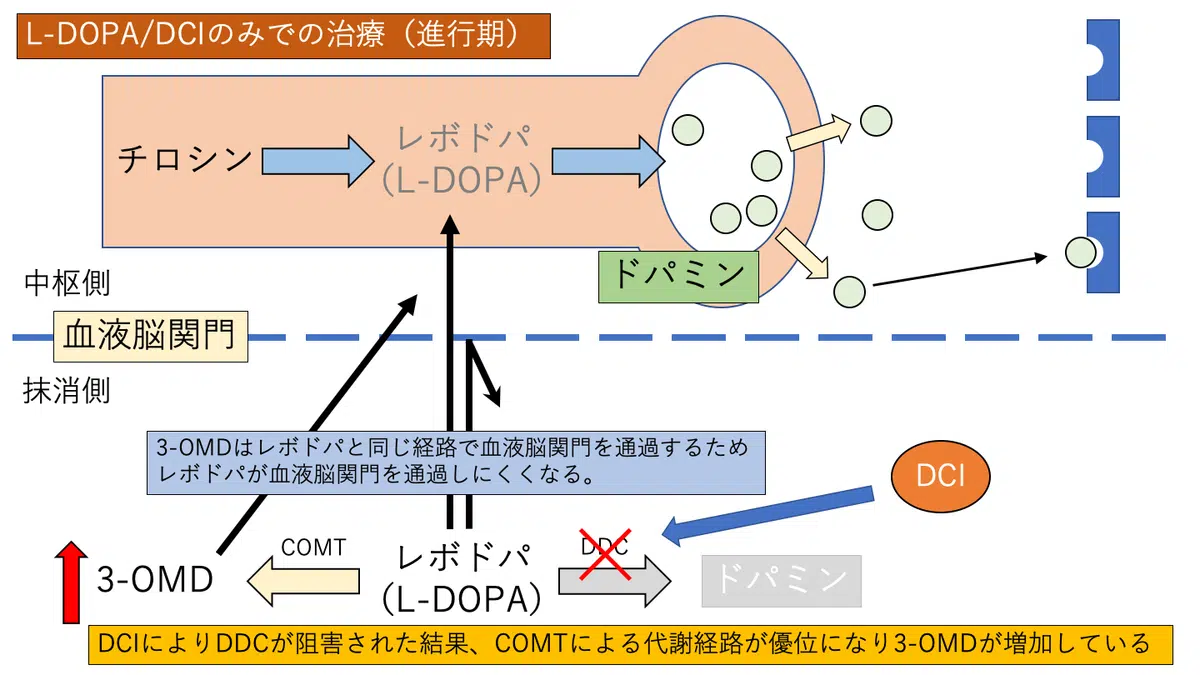 L-DOPA/DCIのみでの治療（進行期）
チロシン
レボドパ
(L-DOPA)
ドパミン
中枢側
血液脳関門
抹消側
3-OMDはレボドパと同じ経路で血液脳関門を通過するため
レボドパが血液脳関門を通過しにくくなる。
DCI
3-OMD
COMT
レボドパ
(L-DOPA)
DDC
ドパミン
DCIによりDDCが阻害された結果、COMTによる代謝経路が優位になり3-OMDが増加している